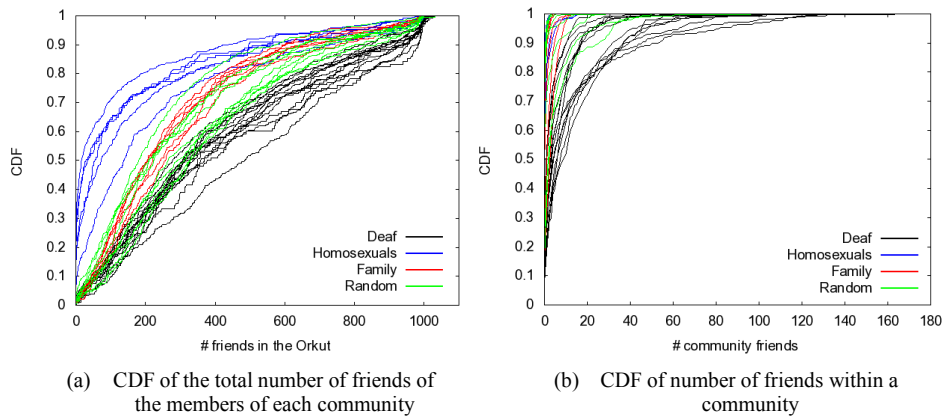 1
0.9
0.8
0.7
0.6
0.5
0.4
0.3
0.2
0.1
0
CDF
Deaf
Homosexuals
Family
Random
0 200 400 600 800 1000
# friends in the Orkut
(a) CDF of the total number of friends of
the members of each community
1
0.9
0.8
0.7
0.6
0.5
0.4
0.3
0.2
0.1
0
CDF
Deaf
Homosexuals
Family
Random
0 20 40 60 80 100 120 140 160 180
# community friends
(b) CDF of number of friends within a
community